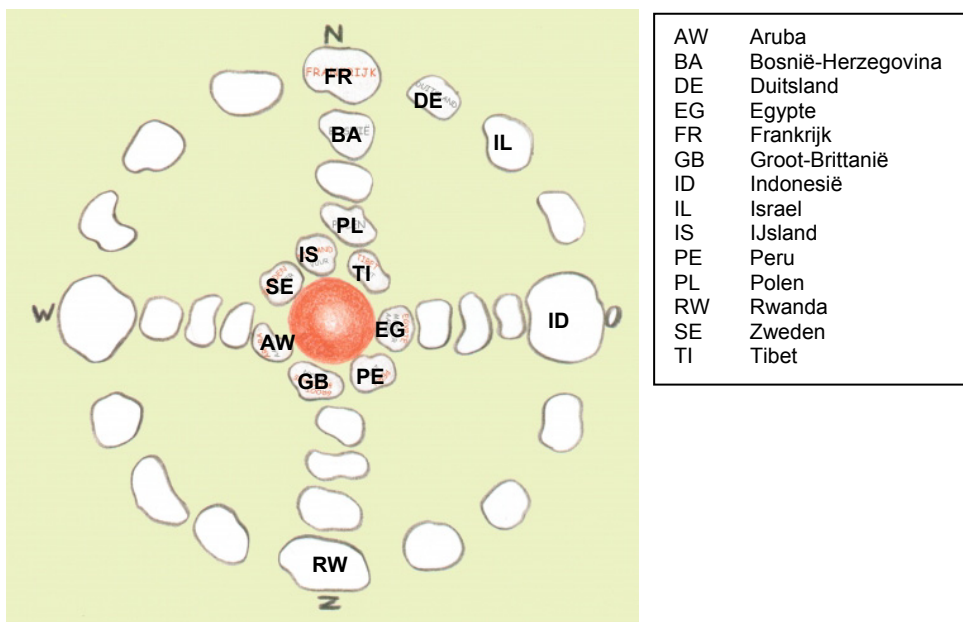 N
FRANKRIJK
FR
DE
BA
IL
PL
IS
TI
SE
W
ID
O
EG
AW
GB
PE
RW
Z
AW Aruba
BA Bosnië-Herzegovina
DE Duitsland
EG Egypte
FR Frankrijk
GB Groot-Brittanië
ID Indonesië
IL Israel
IS IJsland
PE Peru
PL Polen
RW Rwanda
SE Zweden
TI Tibet